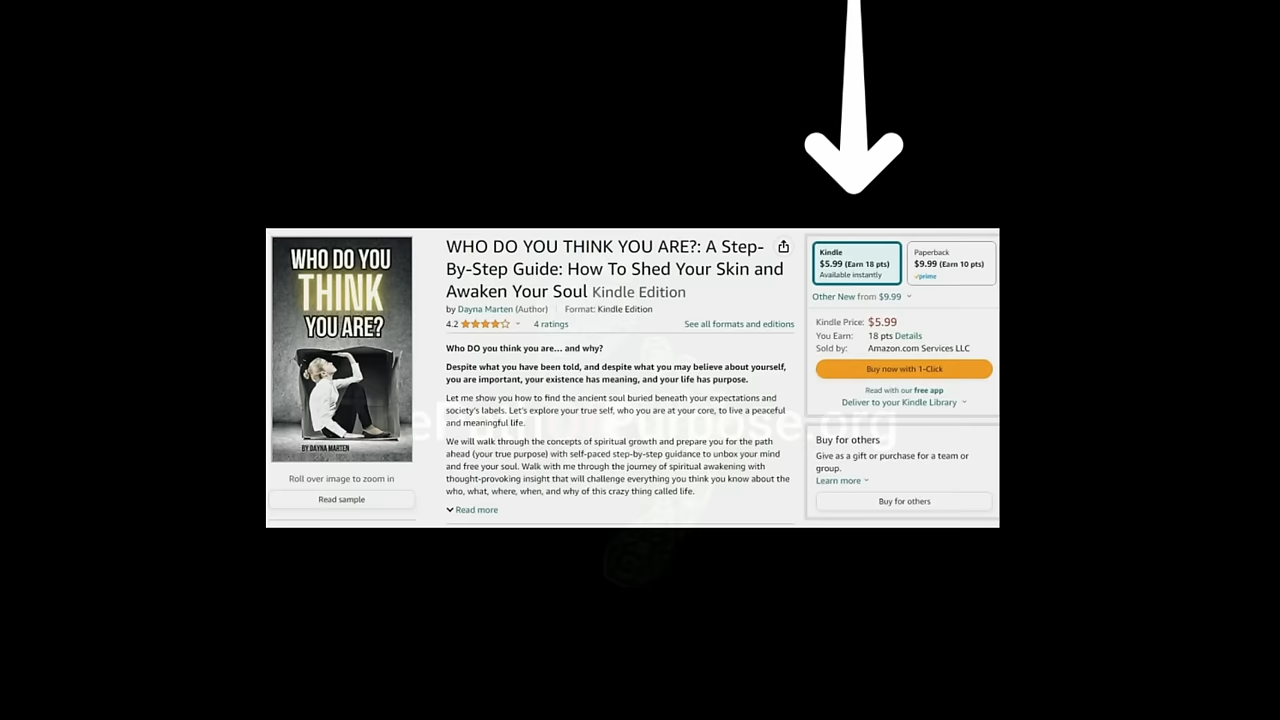 WHO DO YOU
THINK
YOU ARE?
BY DAYNA MARTEN
Roll over image to zoom in
Read sample
WHO DO YOU THINK YOU ARE?: A Step-
By-Step Guide: How To Shed Your Skin and
Awaken Your Soul Kindle Edition
by Dayna Marten (Author) Format: Kindle Edition
4.2 4 ratings See all formats and editions
Who DO you think you are... and why?
Despite what you have been told, and despite what you may believe about yourself,
you are important, your existence has meaning, and your life has purpose.
Let me show you how to find the ancient soul buried beneath your expectations and
society's labels. Let's explore your true self, who you are at your core, to live a peaceful
and meaningful life.
We will walk through the concepts of spiritual growth and prepare you for the path
ahead (your true purpose) with self-paced step-by-step guidance to unbox your mind
and free your soul. Walk with me through the journey of spiritual awakening with
thought-provoking insight that will challenge everything you think you know about the
who, what, where, when, and why of this crazy thing called life.
Read more
Kindle
$5.99 (Earn 18 pts)
Available instantly
Paperback
$9.99 (Earn 10 pts)
prime
Other New from $9.99
Kindle Price: $5.99
You Earn: 18 pts Details
Sold by: Amazon.com Services LLC
Buy now with 1-Click
Read with our free app
Deliver to your Kindle Library
Buy for others
Give as a gift or purchase for a team or
group.
Learn more
Buy for others